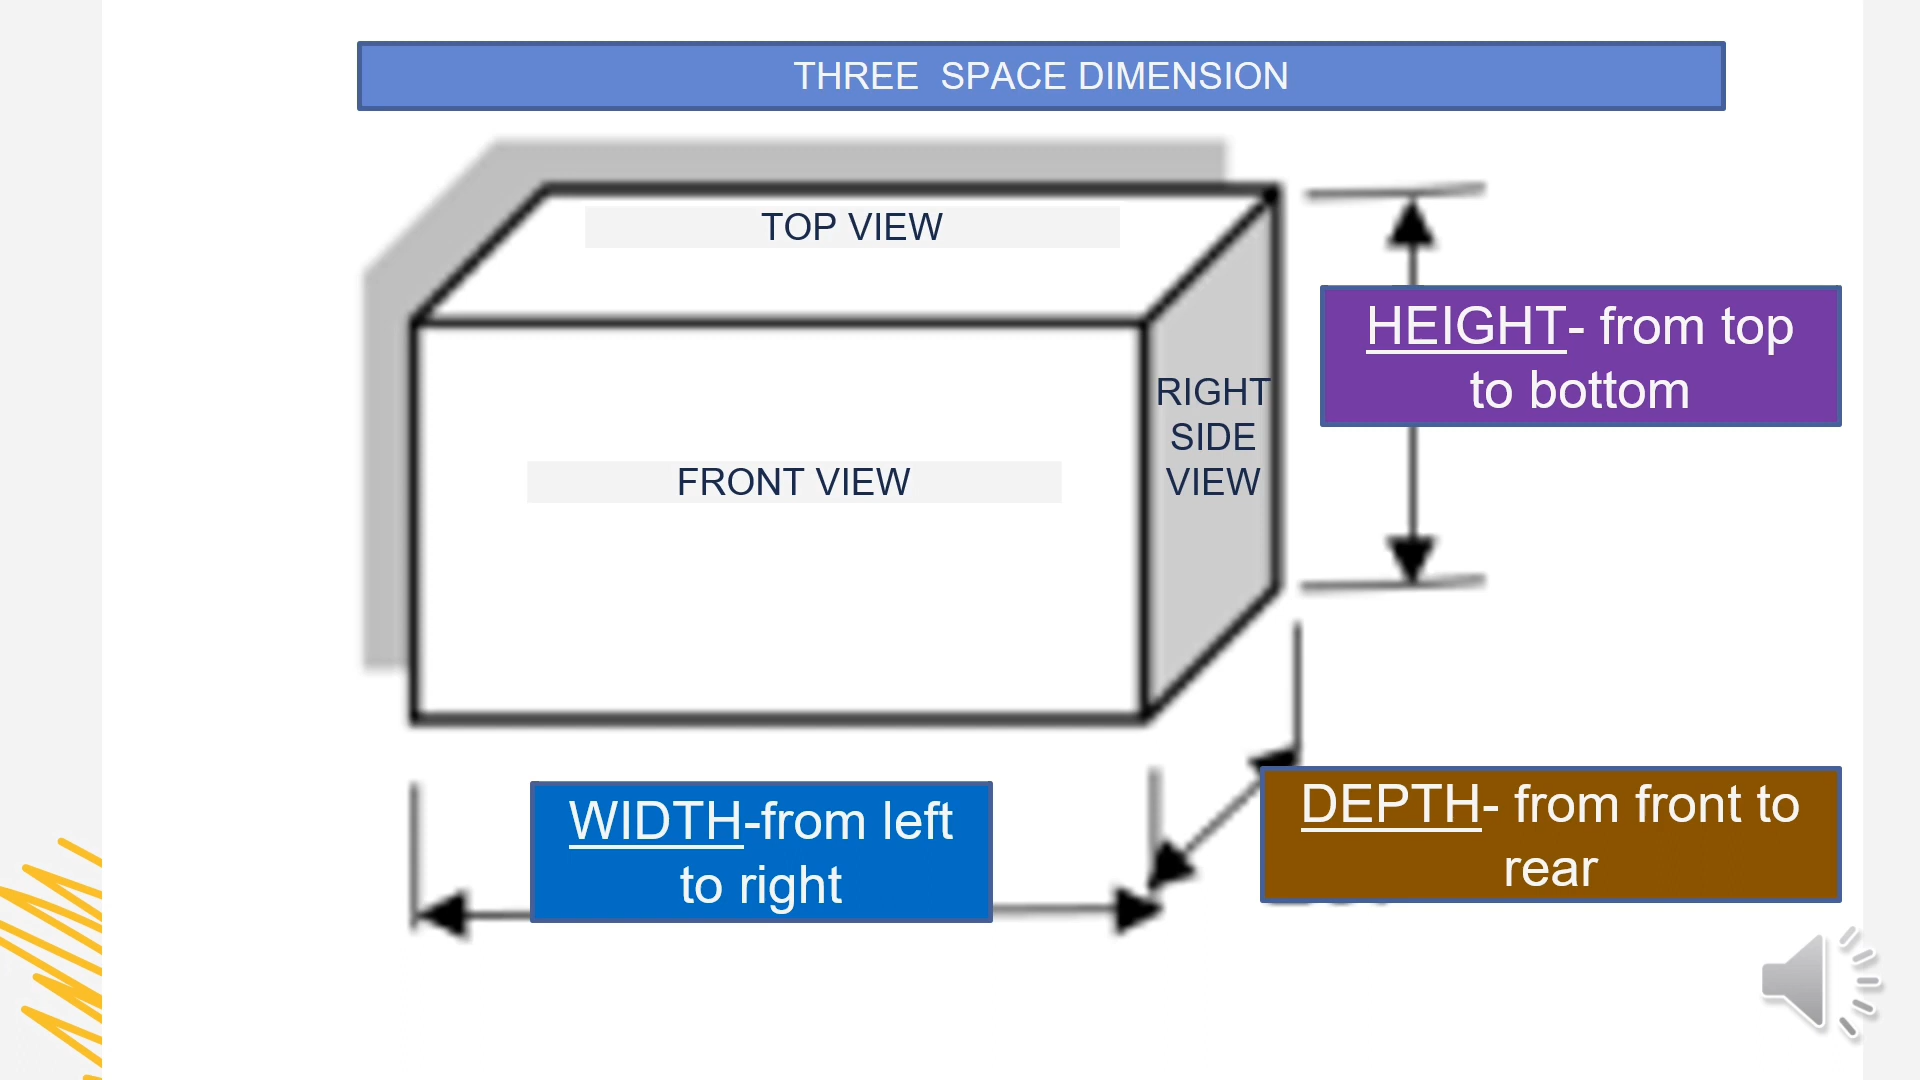 THREE  SPACE DIMENSION
TOP VIEW
HEIGHT- from top
to bottom
RIGHT
SIDE
VIEW
FRONT VIEW
WIDTH-from left
to right
DEPTH- from front to
rear